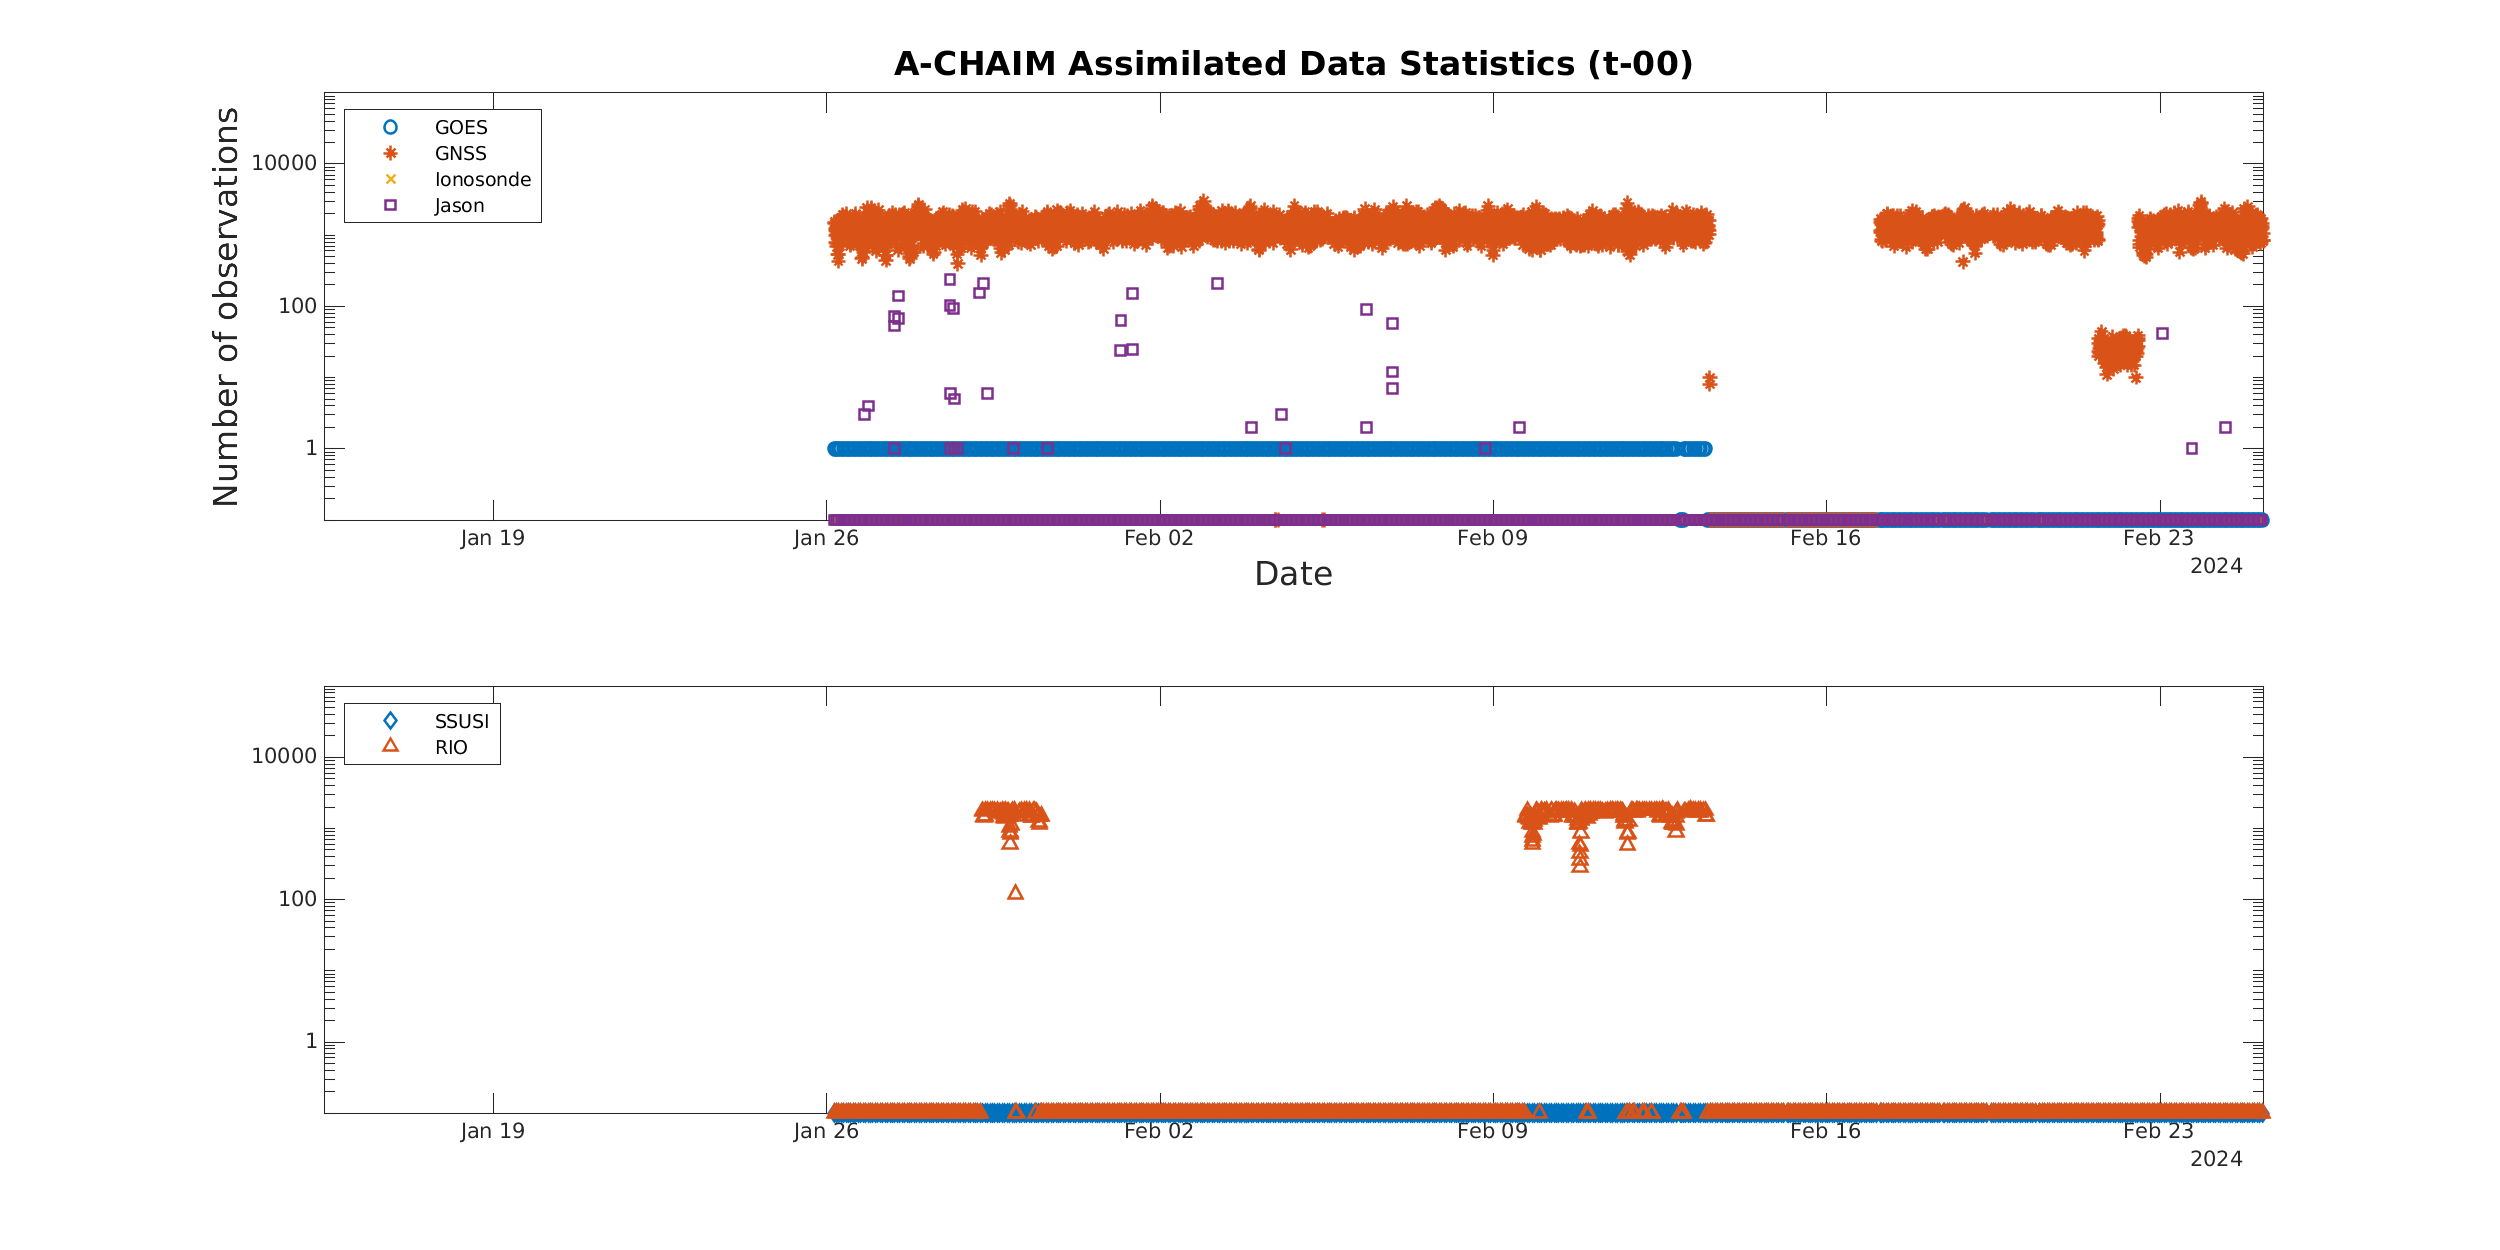 A-CHAIM Assimilated Data Statistics (t-00)
Number of observations
10000
100
1
GOES
GNSS
Ionosonde
Jason
Jan 19 Jan 26 Feb 02 Feb 09 Feb 16 Feb 23
2024
Date
10000
100
1
SSUSI
RIO
Jan 19 Jan 26 Feb 02 Feb 09 Feb 16 Feb 23
2024